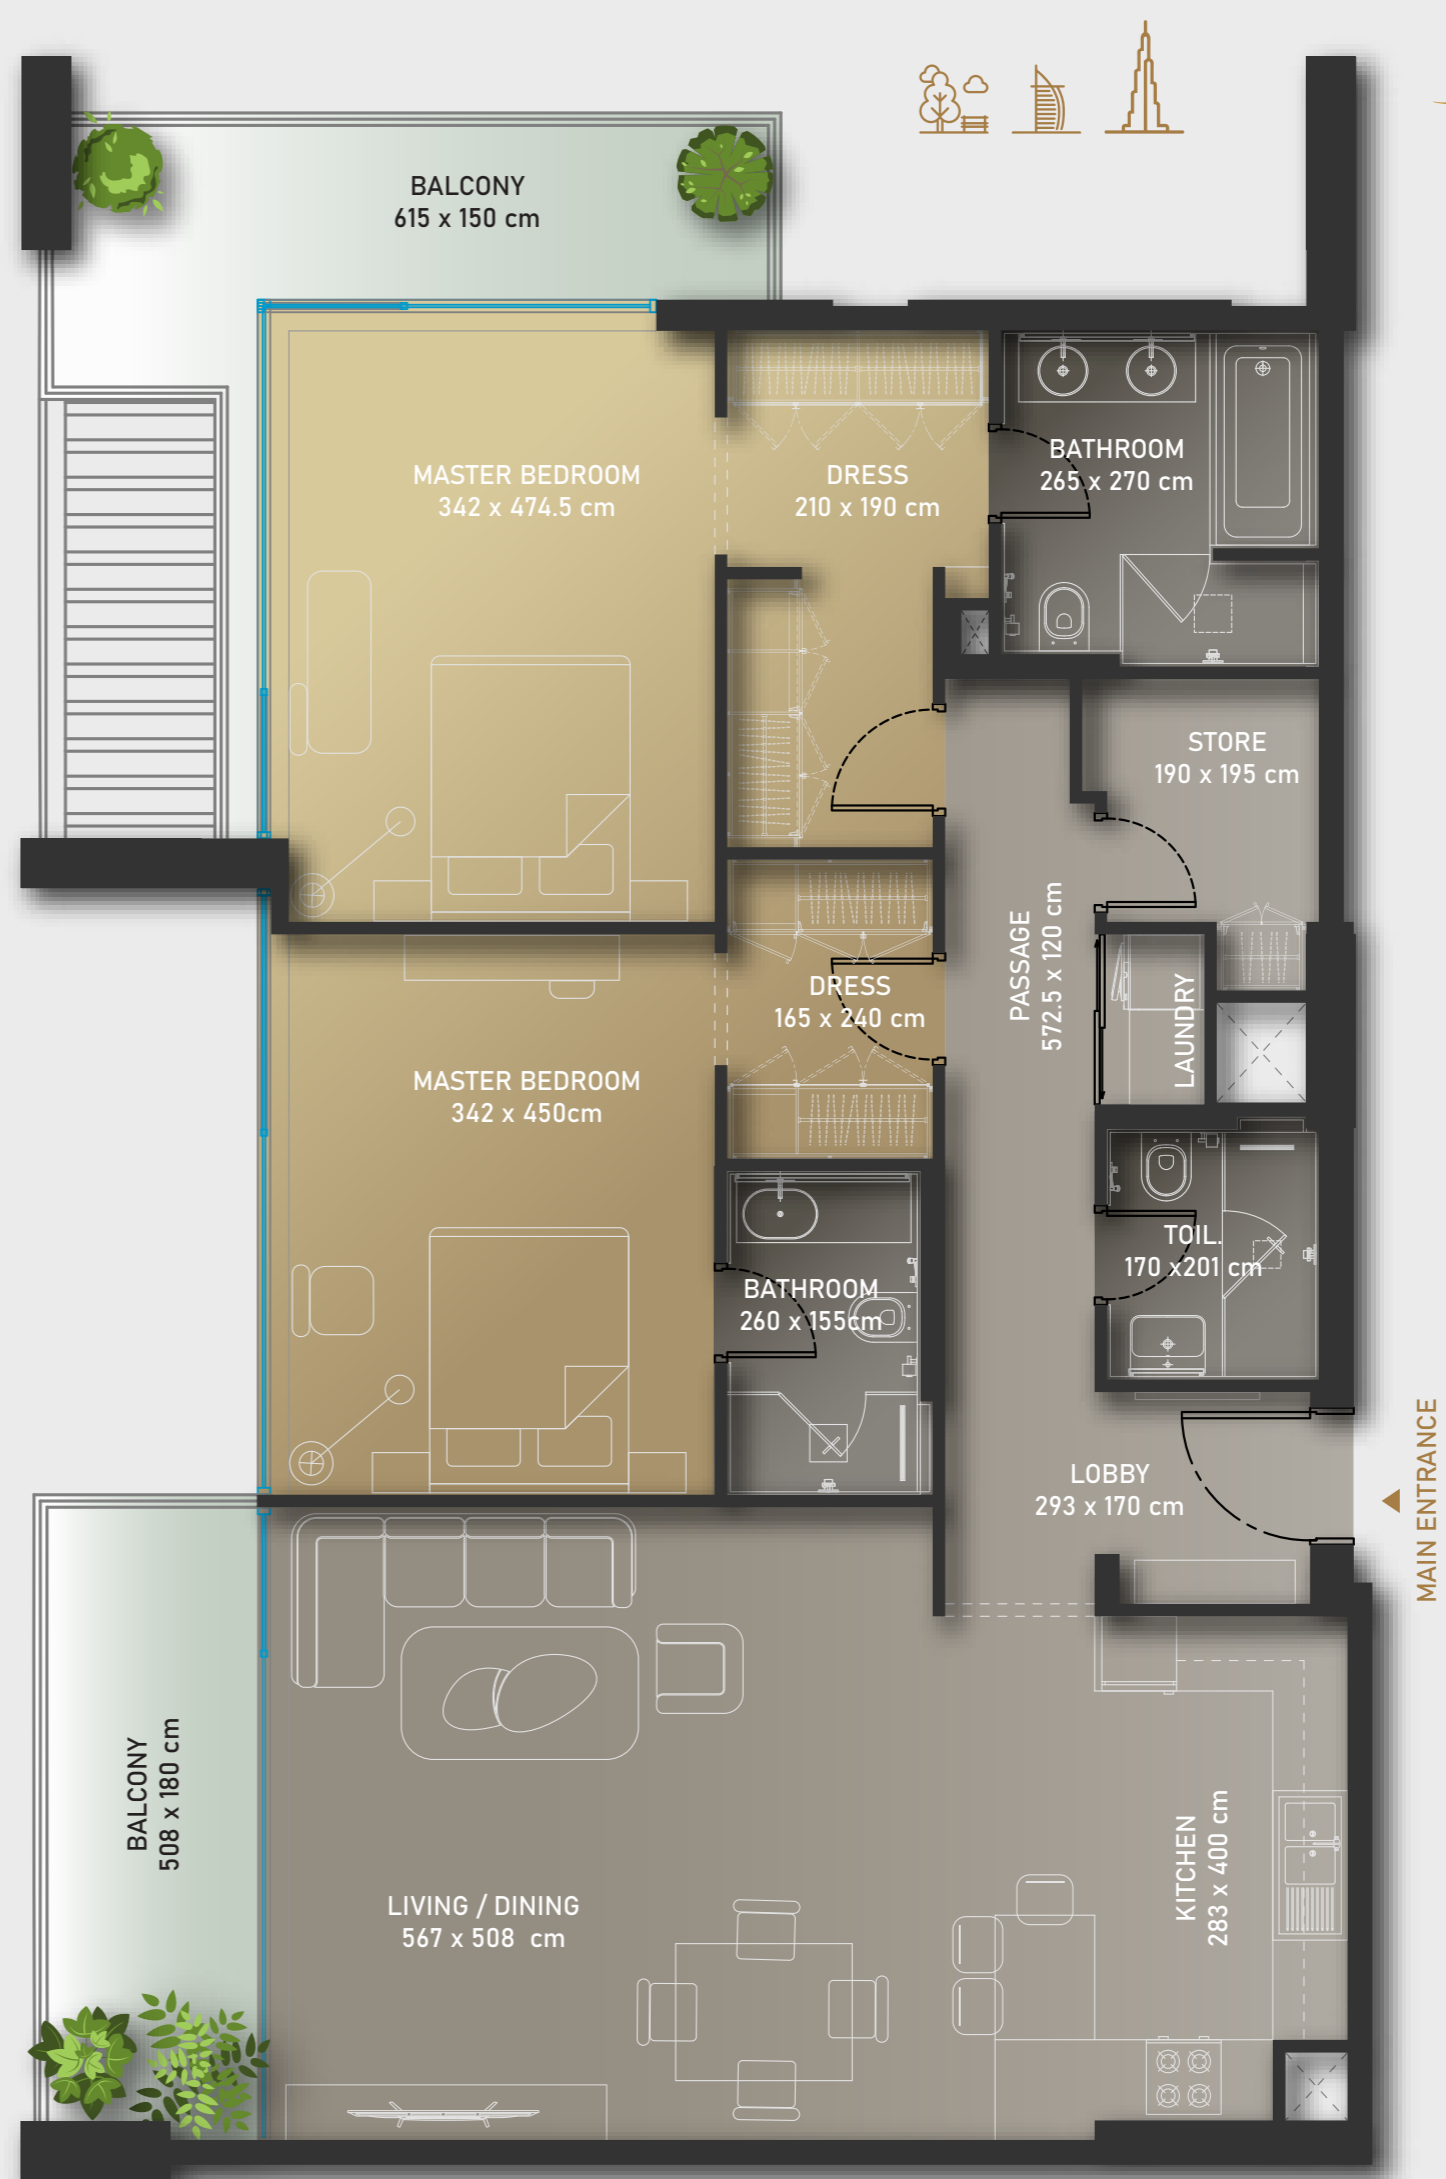 BALCONY
615 x 150 cm
MASTER BEDROOM
342 x 474.5 cm
DRESS
210 x 190 cm
BATHROOM
265 x 270 cm
STORE
190 x 195 cm
PASSAGE
572.5 x 120 cm
DRESS
165 x 240 cm
LAUNDRY
MASTER BEDROOM
342 x 450cm
TOIL.
170 x201 cm
BATHROOM
260 x 155cm
LOBBY
293 x 170 cm
MAIN ENTRANCE
BALCONY
508 x 180 cm
KITCHEN
283 x 400 cm
LIVING / DINING
567 x 508 cm